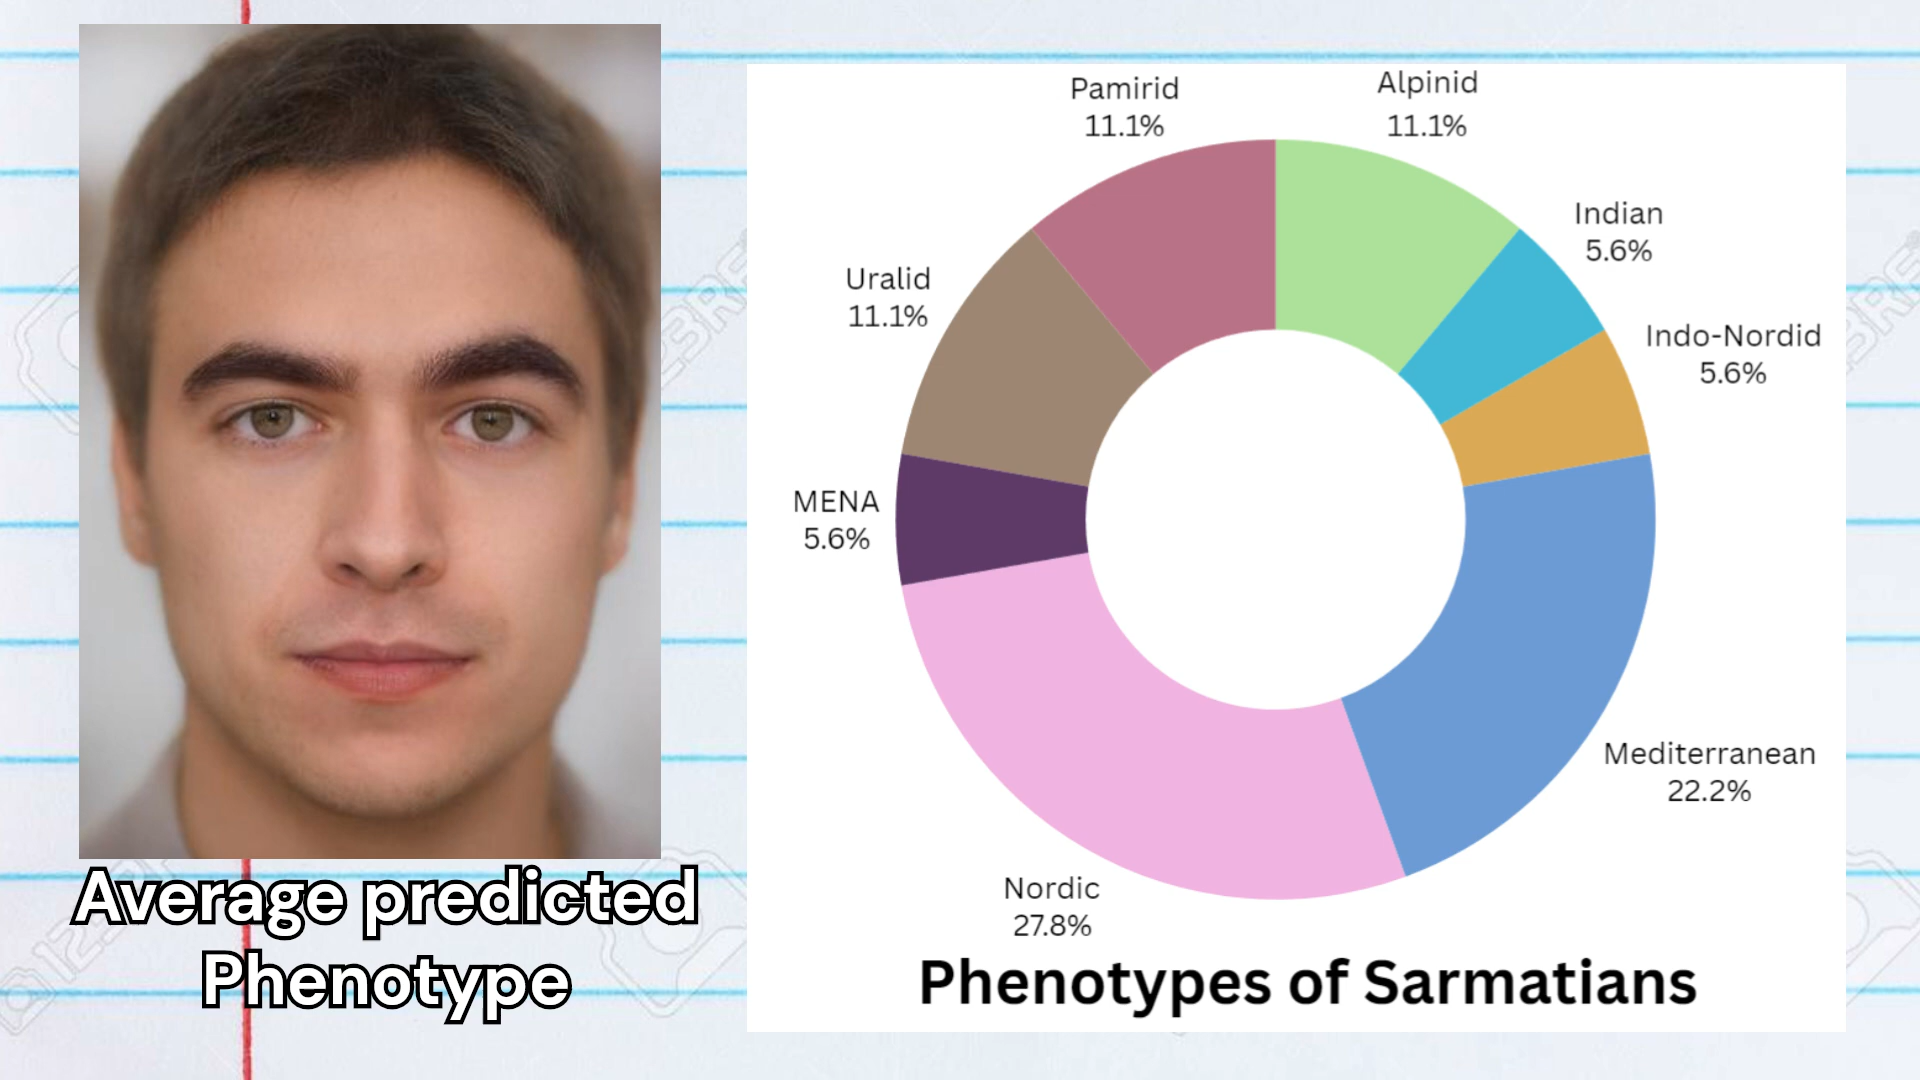 Average predicted
Phenotype
Pamirid
11.1%
Alpinid
11.1%
Indian
5.6%
Indo-Nordid
5.6%
Mediterranean
22.2%
Nordic
27.8%
MENA
5.6%
Uralid
11.1%
Phenotypes of Sarmatians